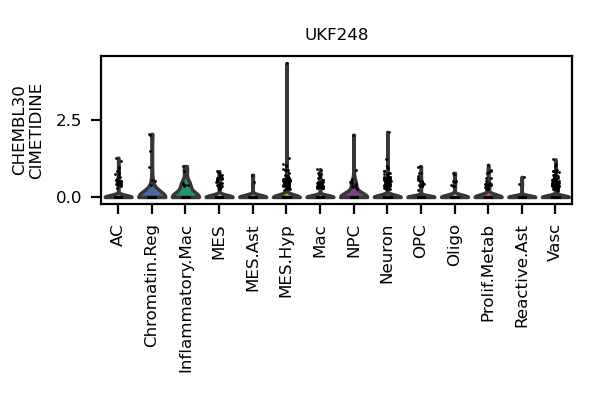 UKF248
CHEMBL30
CIMETIDINE
2.5
0.0
AC
Chromatin.Reg
Inflammatory.Mac
MES
MES.Ast
MES.Hyp
Mac
NPC
Neuron
OPC
Oligo
Prolif.Metab
Reactive.Ast
Vasc